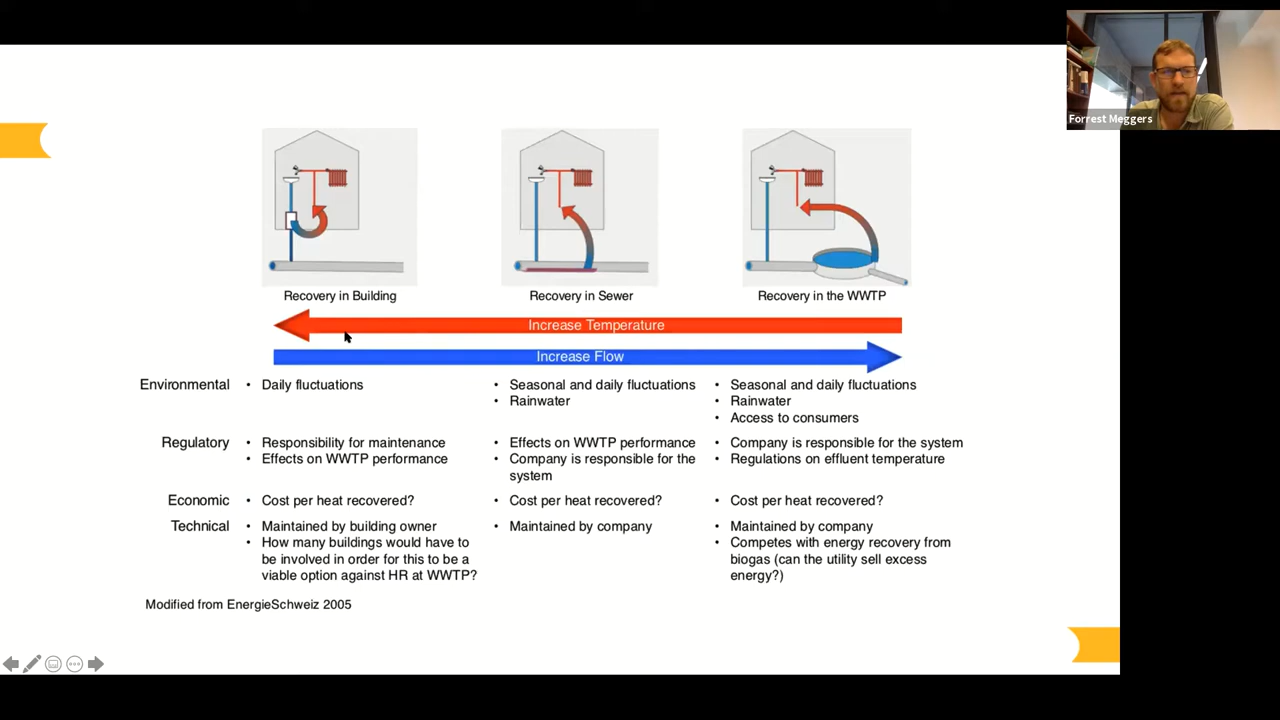 Forrest Meggers
Recovery in Building
Recovery in Sewer
Recovery in the WWTP
Increase Temperature
Increase Flow
Environmental
• Daily fluctuations
• Seasonal and daily fluctuations
• Rainwater
• Seasonal and daily fluctuations
• Rainwater
• Access to consumers
Regulatory
• Responsibility for maintenance
• Effects on WWTP performance
• Effects on WWTP performance
• Company is responsible for the
system
• Company is responsible for the system
• Regulations on effluent temperature
Economic
• Cost per heat recovered?
• Cost per heat recovered?
• Cost per heat recovered?
Technical
• Maintained by building owner
• How many buildings would have to
be involved in order for this to be a
viable option against HR at WWTP?
• Maintained by company
• Maintained by company
• Competes with energy recovery from
biogas (can the utility sell excess
energy?)
Modified from EnergieSchweiz 2005